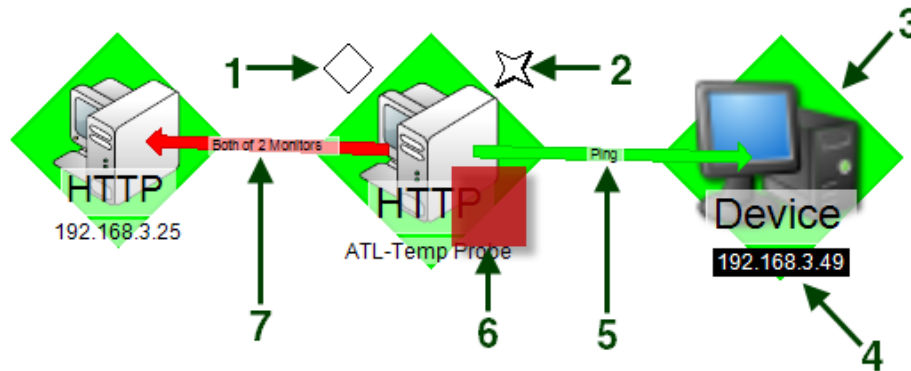 3
1
2
Both of 2 Monitors
Ping
HTTP
192.168.3.25
HTTP
ATL-Temp Probe
Device
192.168.3.49
7
6
5
4